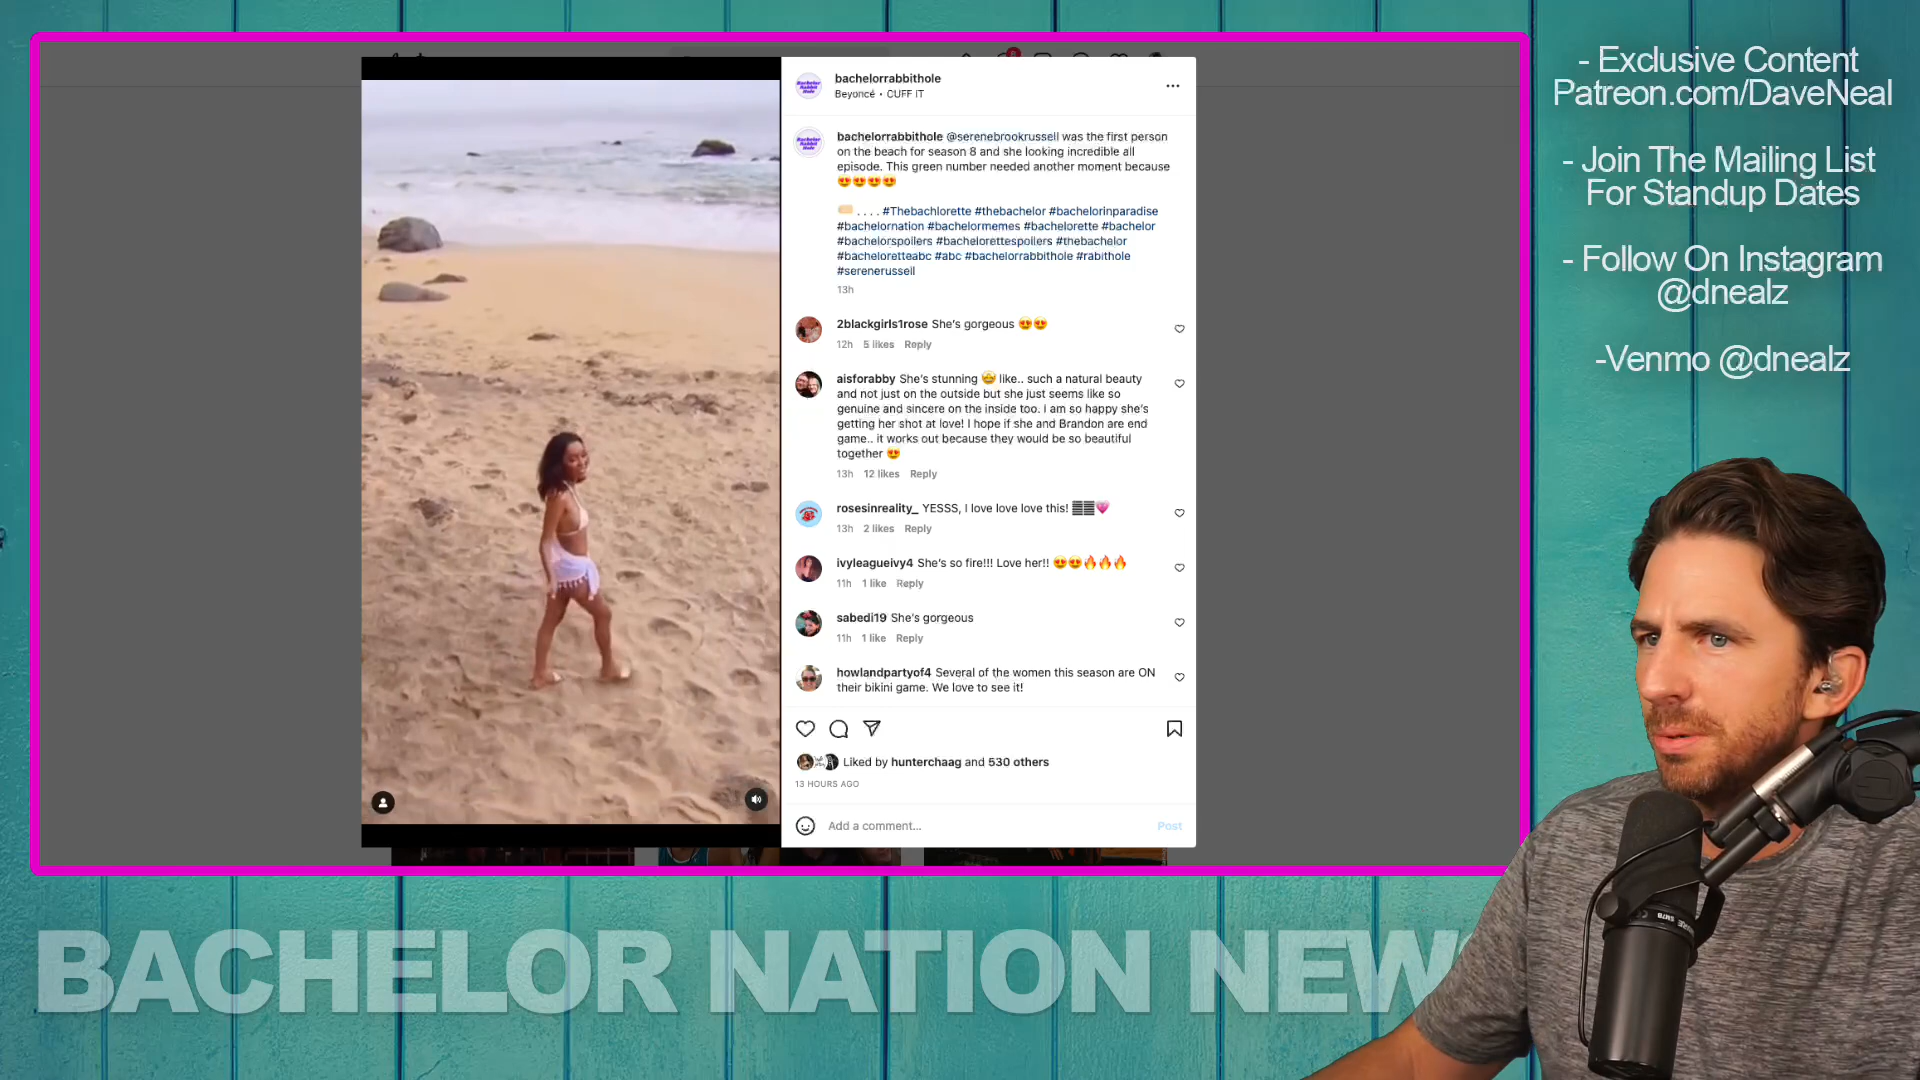 bachelorrabbithole
Beyoncé • CUFF IT
bachelorrabbithole @serenebrookrussell was the first person
on the beach for season 8 and she looking incredible all
episode. This green number needed another moment because
😍😍😍😍
. . . . #Thebachlorette #thebachelor #bachelorinparadise
#bachelornation #bachelormemes #bachelorette #bachelor
#bachelorspoilers #bachelorettespoilers #thebachelor
#bacheloretteabc #abc #bachelorrabbithole #rabithole
#serenerussell
13h
2blackgirls1rose She's gorgeous 😍😍
12h 5 likes Reply
aisforabby She's stunning 🤩 like.. such a natural beauty
and not just on the outside but she just seems like so
genuine and sincere on the inside too. I am so happy she's
getting her shot at love! I hope if she and Brandon are end
game.. it works out because they would be so beautiful
together 😍
13h 12 likes Reply
rosesinreality_ YESSS, I love love love this! 💗
13h 2 likes Reply
ivyleagueivy4 She's so fire!!! Love her!! 😍😍🔥🔥🔥
11h 1 like Reply
sabedi19 She's gorgeous
11h 1 like Reply
howlandpartyof4 Several of the women this season are ON
their bikini game. We love to see it!
Liked by hunterchaag and 530 others
13 HOURS AGO
Add a comment...
Post
- Exclusive Content
Patreon.com/DaveNeal
- Join The Mailing List
For Standup Dates
- Follow On Instagram
@dnealz
-Venmo @dnealz
BACHELOR NATION NEWS